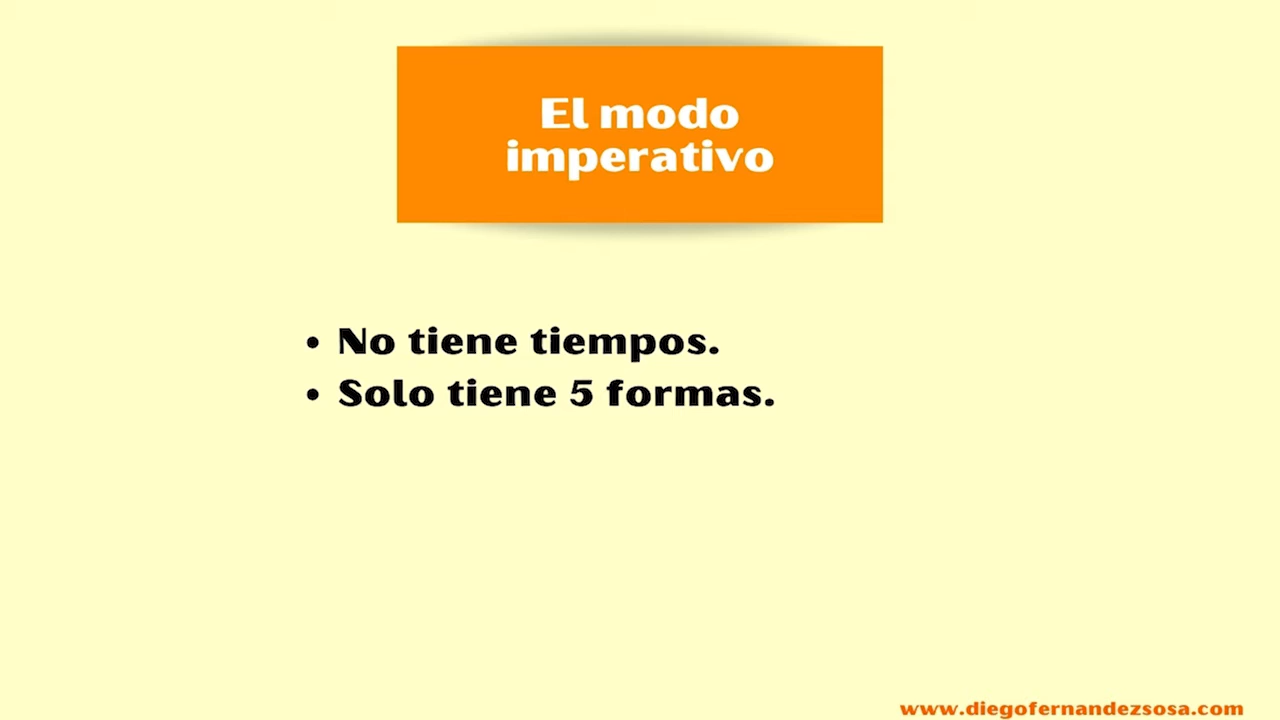 El modo
imperativo
• No tiene tiempos.
• Solo tiene 5 formas.
www.diegofernandezsosa.com